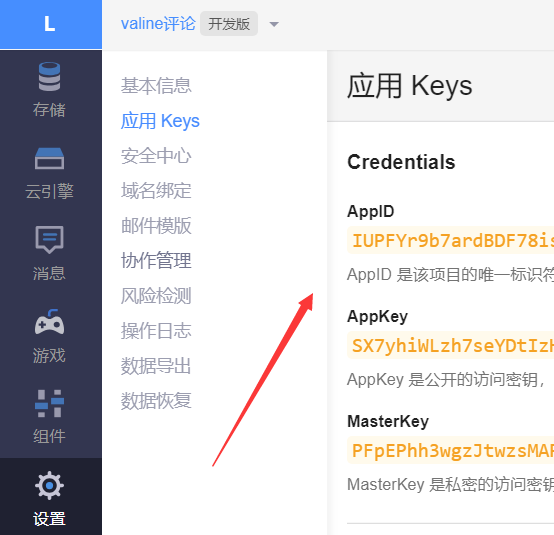 L
valine评论 开发版
存储
云引擎
消息
游戏
组件
设置
基本信息
应用 Keys
安全中心
域名绑定
邮件模版
协作管理
风险检测
操作日志
数据导出
数据恢复
应用 Keys
Credentials
AppID
IUPFYr9b7ardBDF78is
AppID 是该项目的唯一标识符
AppKey
SX7yhiWLzh7seYDtIzH
AppKey 是公开的访问密钥，
MasterKey
PFpEPhh3wgzJtwzsMAP
MasterKey 是私密的访问密钥